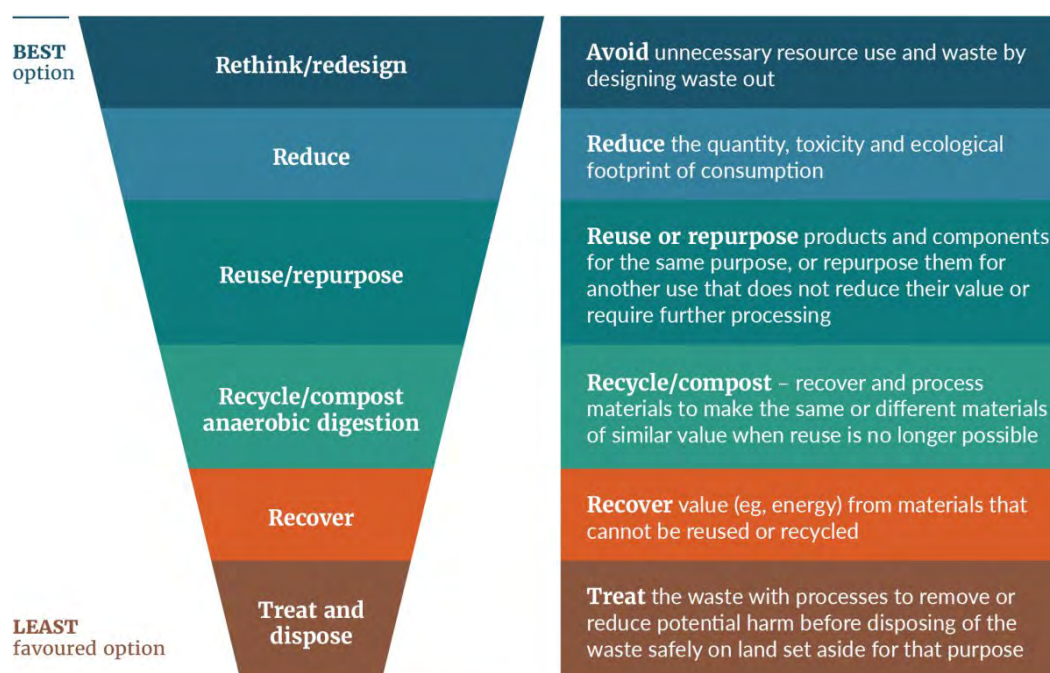 BEST
option
Rethink/redesign
Avoid unnecessary resource use and waste by
designing waste out
Reduce
Reduce the quantity, toxicity and ecological
footprint of consumption
Reuse/repurpose
Reuse or repurpose products and components
for the same purpose, or repurpose them for
another use that does not reduce their value or
require further processing
Recycle/compost
anaerobic digestion
Recycle/compost – recover and process
materials to make the same or different materials
of similar value when reuse is no longer possible
Recover
Recover value (eg, energy) from materials that
cannot be reused or recycled
LEAST
favoured option
Treat and
dispose
Treat the waste with processes to remove or
reduce potential harm before disposing of the
waste safely on land set aside for that purpose